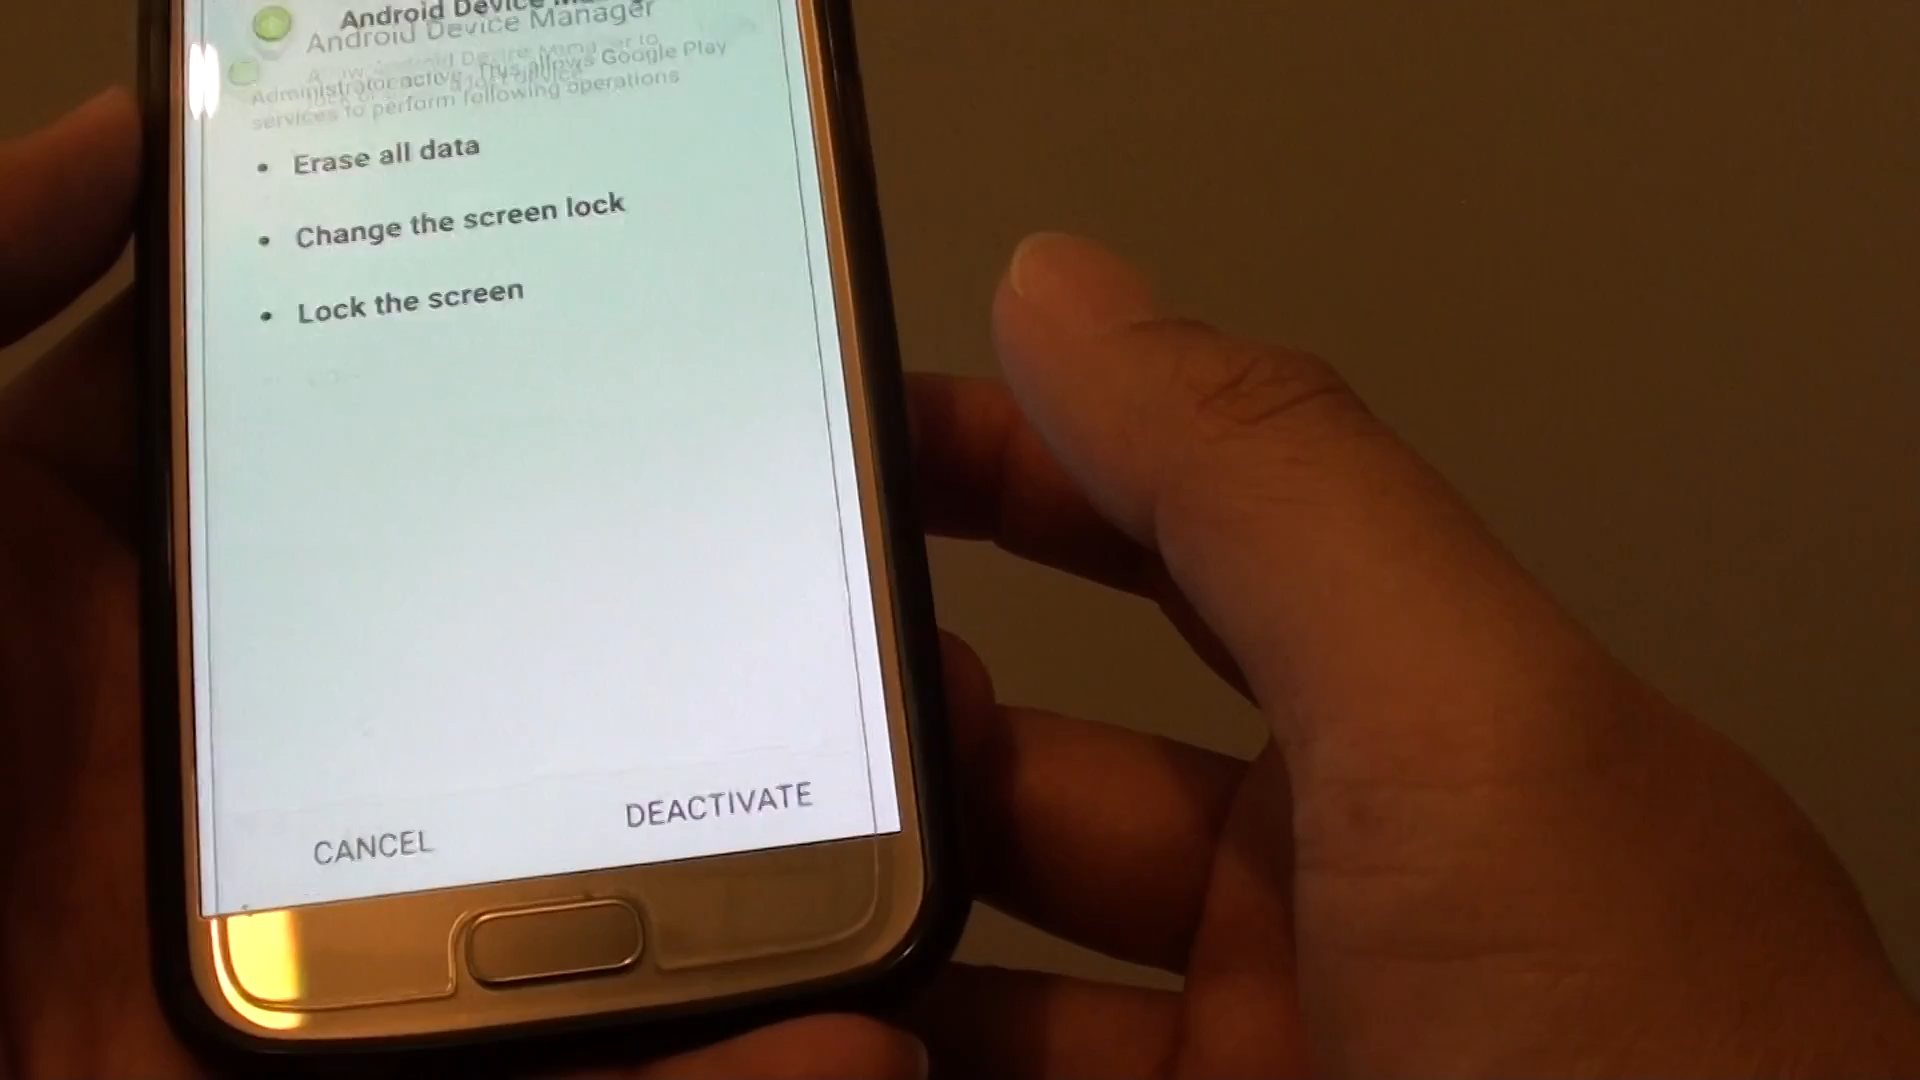 Android Device
Android Device Manager
Administrator active. This allows Google Play
services to perform following operations
• Erase all data
• Change the screen lock
• Lock the screen
CANCEL
DEACTIVATE